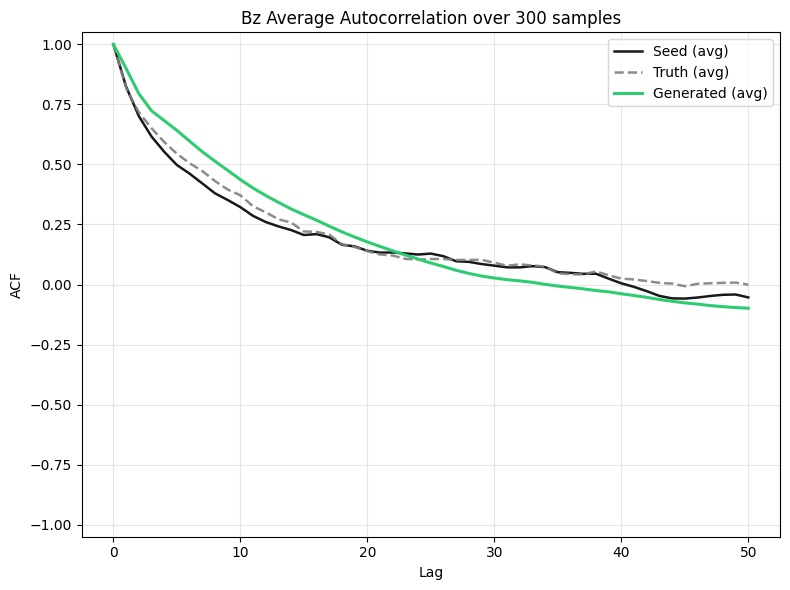 Bz Average Autocorrelation over 300 samples
Seed (avg)
Truth (avg)
Generated (avg)
ACF
1.00
0.75
0.50
0.25
0.00
−0.25
−0.50
−0.75
−1.00
0 10 20 30 40 50
Lag